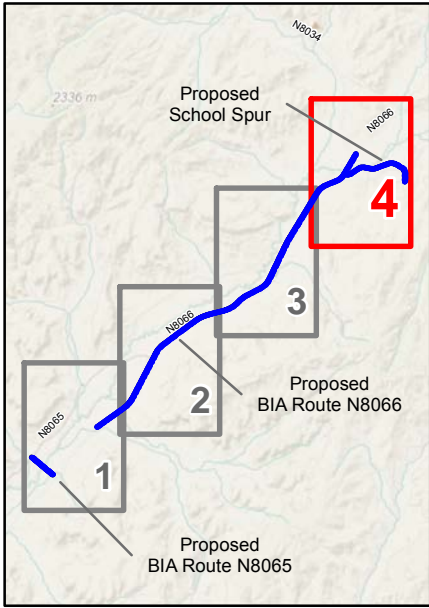 N8034
2336 m
Proposed
School Spur
N8066
4
3
N8066
2
Proposed
BIA Route N8066
N8065
1
Proposed
BIA Route N8065